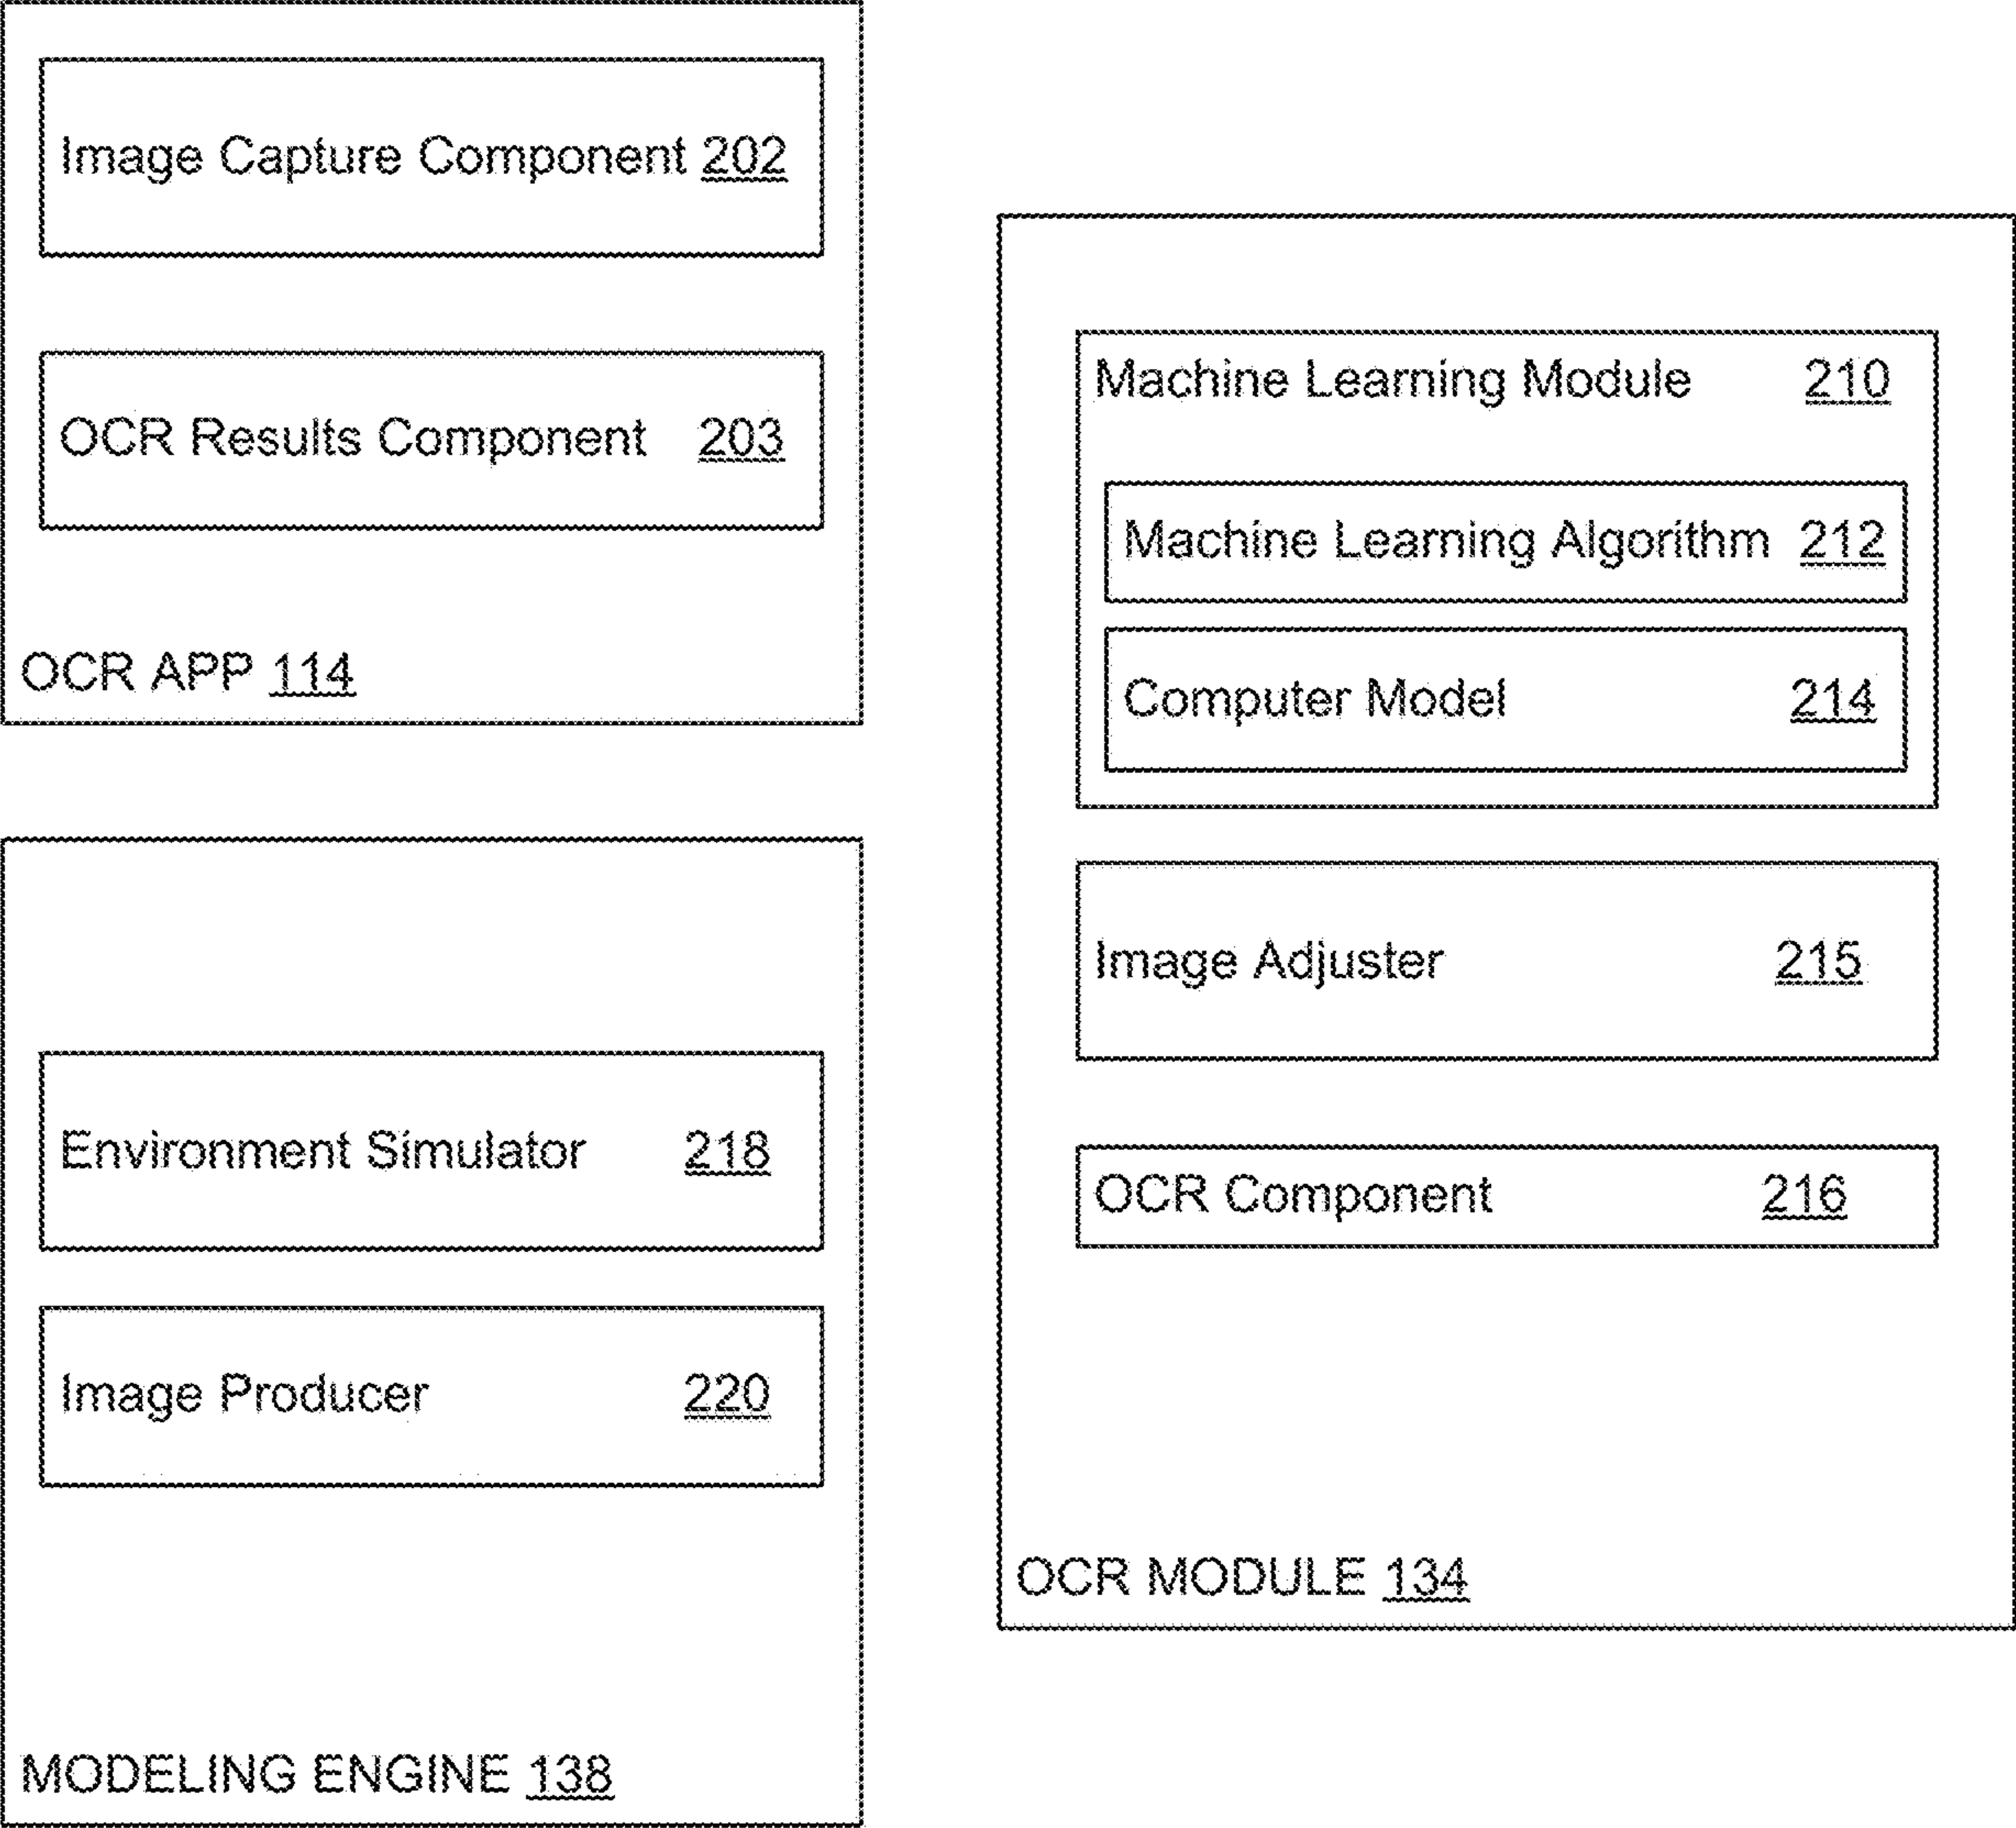 Image Capture Component 202
OCR Results Component 203
OCR APP 114
Environment Simulator 218
Image Producer 220
MODELING ENGINE 138
Machine Learning Module 210
Machine Learning Algorithm 212
Computer Model 214
Image Adjuster 215
OCR Component 216
OCR MODULE 134